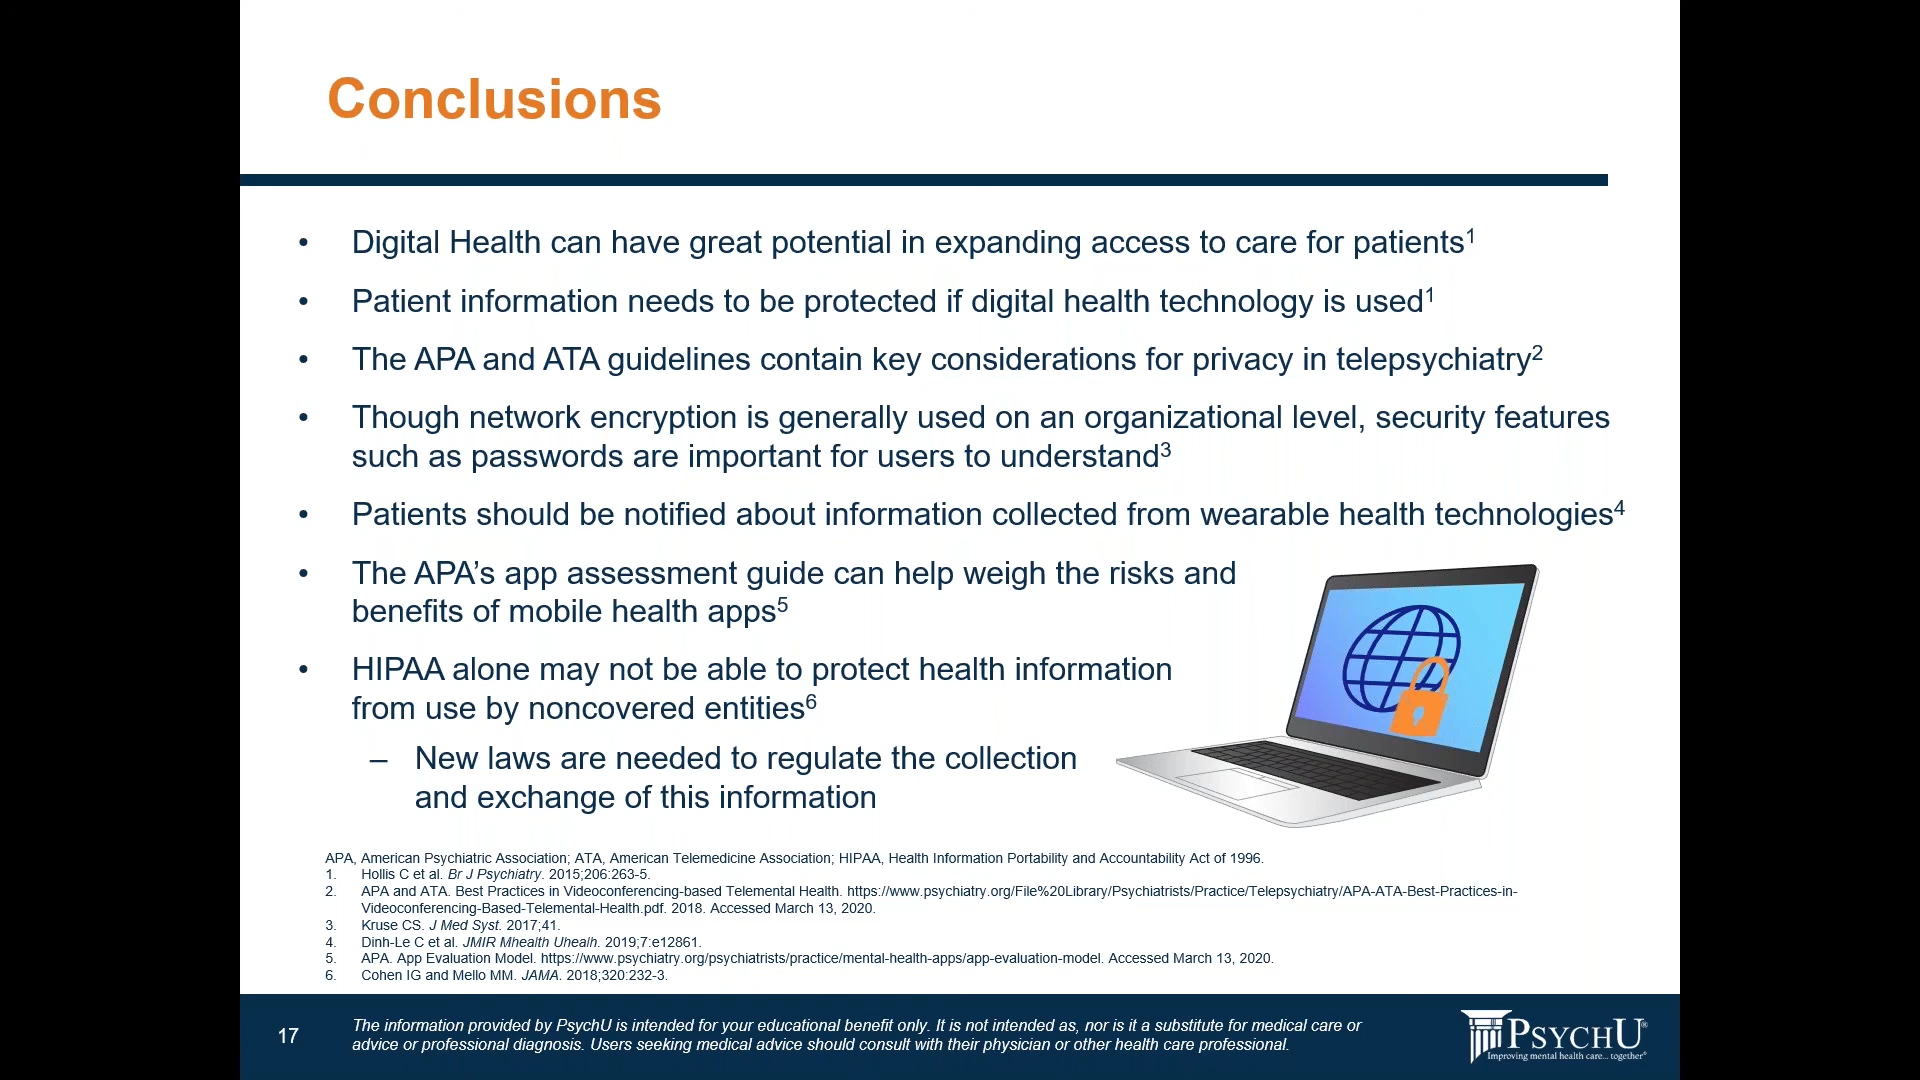 Conclusions
• Digital Health can have great potential in expanding access to care for patients1
• Patient information needs to be protected if digital health technology is used1
• The APA and ATA guidelines contain key considerations for privacy in telepsychiatry2
• Though network encryption is generally used on an organizational level, security features
such as passwords are important for users to understand3
• Patients should be notified about information collected from wearable health technologies4
• The APA’s app assessment guide can help weigh the risks and
benefits of mobile health apps5
• HIPAA alone may not be able to protect health information
from use by noncovered entities6
– New laws are needed to regulate the collection
and exchange of this information
APA, American Psychiatric Association; ATA, American Telemedicine Association; HIPAA, Health Information Portability and Accountability Act of 1996.
1. Hollis C et al. Br J Psychiatry. 2015;206:263-5.
2. APA and ATA. Best Practices in Videoconferencing-based Telemental Health. https://www.psychiatry.org/File%20Library/Psychiatrists/Practice/Telepsychiatry/APA-ATA-Best-Practices-in-
Videoconferencing-Based-Telemental-Health.pdf. 2018. Accessed March 13, 2020.
3. Kruse CS. J Med Syst. 2017;41.
4. Dinh-Le C et al. JMIR Mhealth Uhealh. 2019;7:e12861.
5. APA. App Evaluation Model. https://www.psychiatry.org/psychiatrists/practice/mental-health-apps/app-evaluation-model. Accessed March 13, 2020.
6. Cohen IG and Mello MM. JAMA. 2018;320:232-3.
17
The information provided by PsychU is intended for your educational benefit only. It is not intended as, nor is it a substitute for medical care or
advice or professional diagnosis. Users seeking medical advice should consult with their physician or other health care professional.
PSYCHU®
Improving mental health care... together®